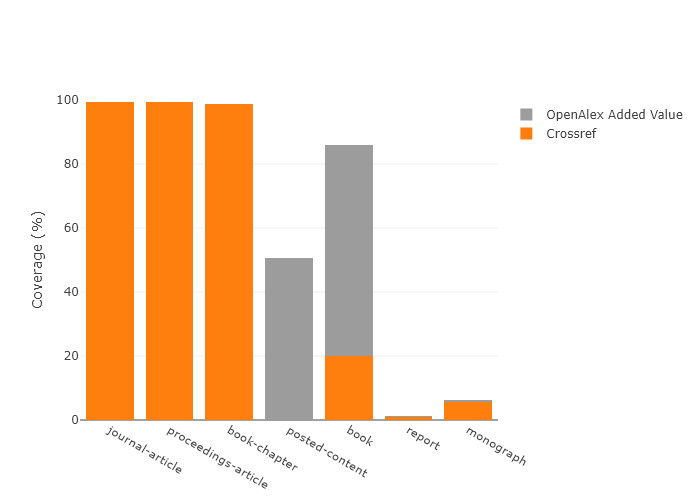 OpenAlex Added Value
Crossref
Coverage (%)
100
80
60
40
20
0
journal-article
proceedings-article
book-chapter
posted-content
book
report
monograph